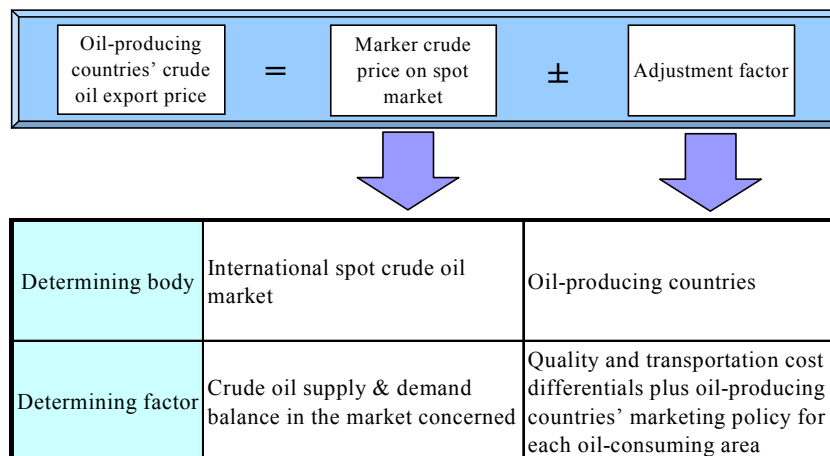 Oil-producing
countries’ crude
oil export price
=
Marker crude
price on spot
market
±
Adjustment factor
Determining body
International spot crude oil
market
Oil-producing countries
Determining factor
Crude oil supply & demand
balance in the market concerned
Quality and transportation cost
differentials plus oil-producing
countries’ marketing policy for
each oil-consuming area